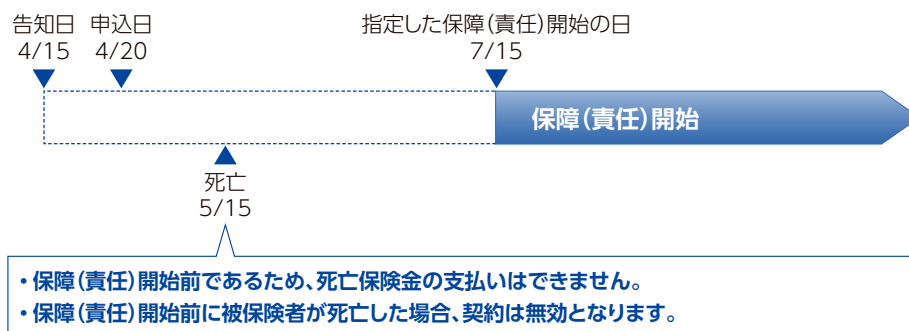 告知日 申込日 指定した保障(責任)開始の日
4/15 4/20 7/15
保障(責任)開始
死亡
5/15
・保障(責任)開始前であるため、死亡保険金の支払いはできません。
・保障(責任)開始前に被保険者が死亡した場合、契約は無効となります。